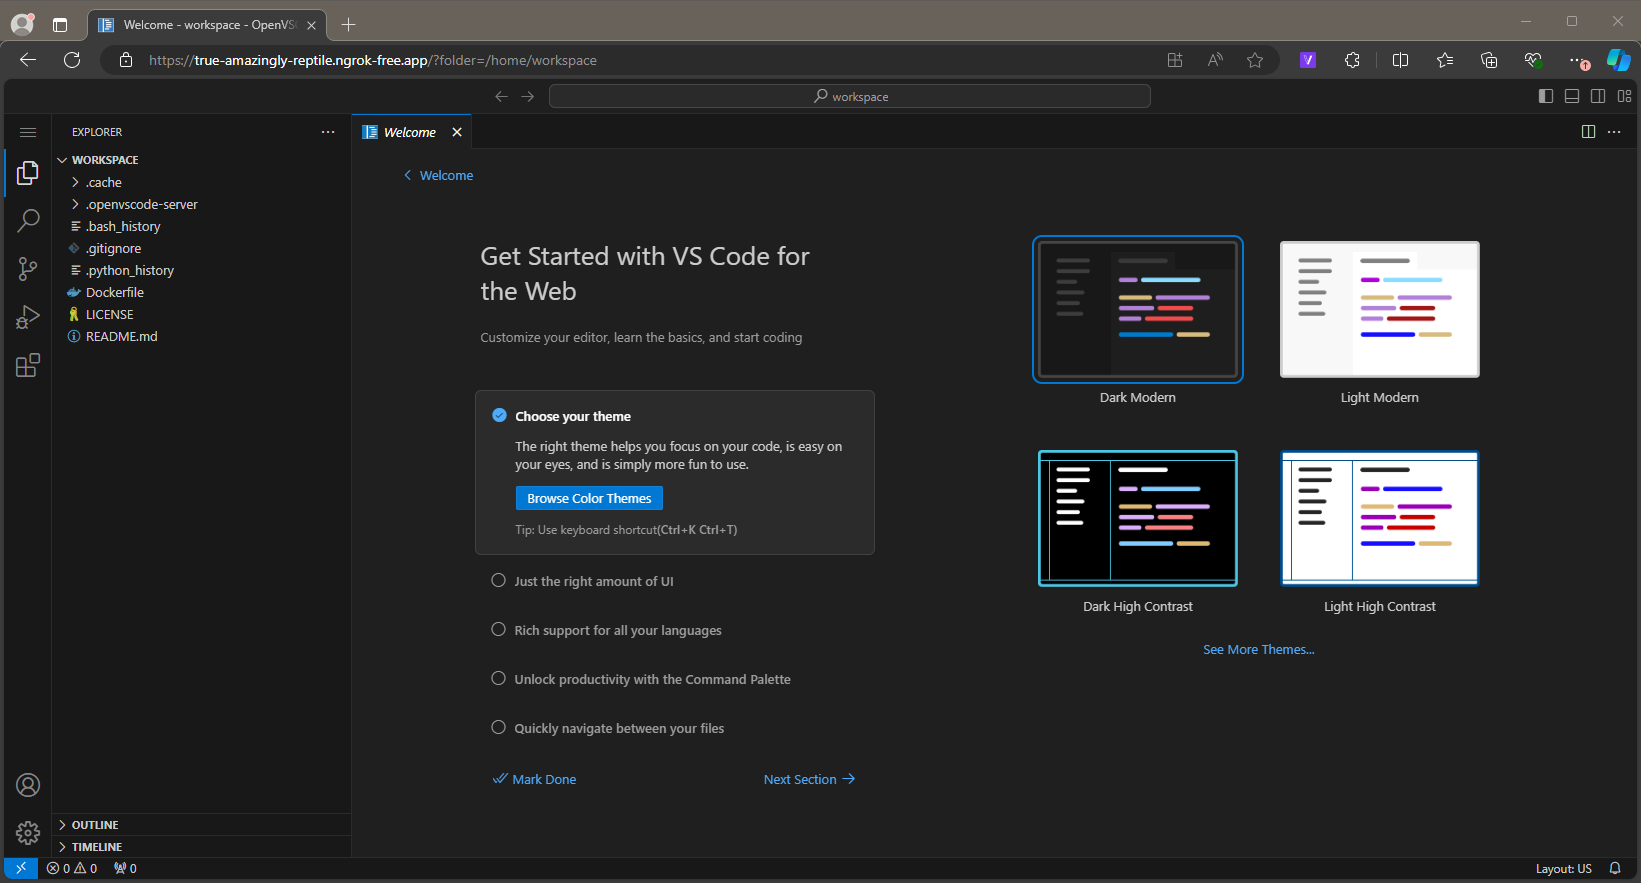 Welcome - workspace - OpenVS
https://true-amazingly-reptile.ngrok-free.app/?folder=/home/workspace
workspace
EXPLORER
Welcome
WORKSPACE
.cache
.openvscode-server
.bash_history
.gitignore
.python_history
Dockerfile
LICENSE
README.md
OUTLINE
TIMELINE
Welcome
Get Started with VS Code for
the Web
Customize your editor, learn the basics, and start coding
Choose your theme
The right theme helps you focus on your code, is easy on
your eyes, and is simply more fun to use.
Browse Color Themes
Tip: Use keyboard shortcut(Ctrl+K Ctrl+T)
Just the right amount of UI
Rich support for all your languages
Unlock productivity with the Command Palette
Quickly navigate between your files
Mark Done
Next Section
Dark Modern
Light Modern
Dark High Contrast
Light High Contrast
See More Themes...
0 0 0
Layout: US